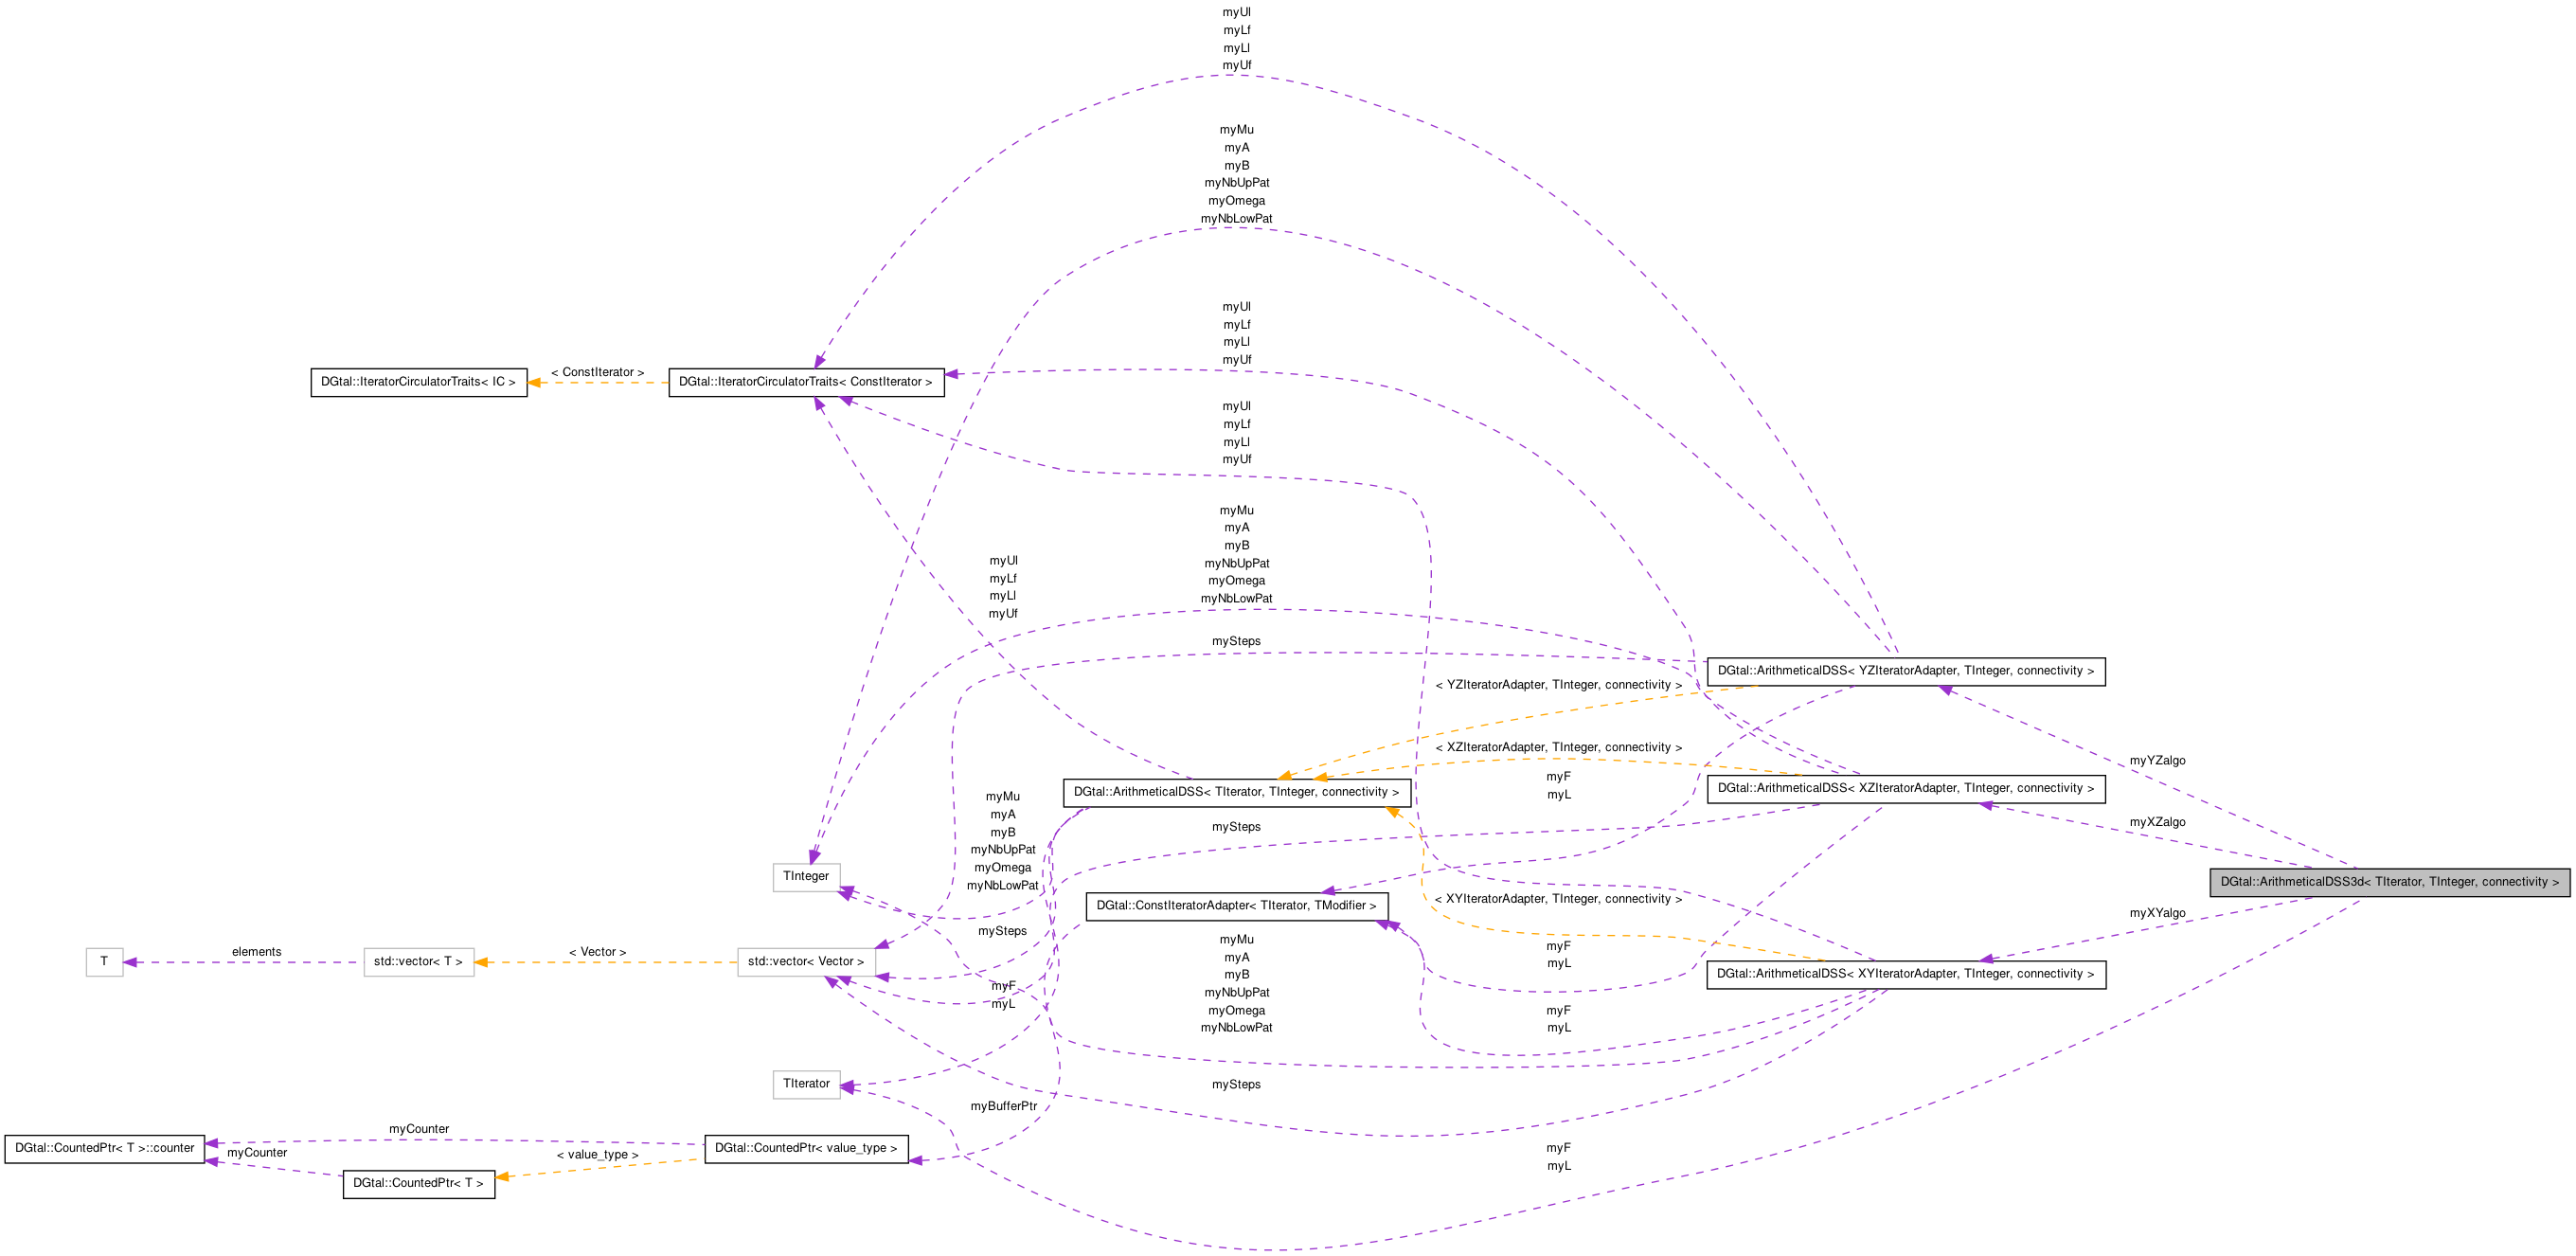 myUl
myLf
myLl
myUf
myMu
myA
myB
myNbUpPat
myOmega
myNbLowPat
myUl
myLf
myLl
myUf
DGtal::IteratorCirculatorTraits< IC >
< ConstIterator >
DGtal::IteratorCirculatorTraits< ConstIterator >
myUl
myLf
myLl
myUf
myMu
myA
myB
myNbUpPat
myOmega
myNbLowPat
myUl
myLf
myLl
myUf
mySteps
DGtal::ArithmeticalDSS< YZIteratorAdapter, TInteger, connectivity >
< YZIteratorAdapter, TInteger, connectivity >
< XZIteratorAdapter, TInteger, connectivity >
myYZalgo
myF
myL
DGtal::ArithmeticalDSS< TIterator, TInteger, connectivity >
DGtal::ArithmeticalDSS< XZIteratorAdapter, TInteger, connectivity >
myMu
myA
myB
myNbUpPat
myOmega
myNbLowPat
mySteps
myXZalgo
TInteger
DGtal::ArithmeticalDSS3d< TIterator, TInteger, connectivity >
DGtal::ConstIteratorAdapter< TIterator, TModifier >
< XYIteratorAdapter, TInteger, connectivity >
myXYalgo
mySteps
myMu
myA
myB
myNbUpPat
myOmega
myNbLowPat
myF
myL
T
elements
std::vector< T >
< Vector >
std::vector< Vector >
DGtal::ArithmeticalDSS< XYIteratorAdapter, TInteger, connectivity >
myF
myL
myF
myL
TIterator
mySteps
myBufferPtr
DGtal::CountedPtr< T >::counter
myCounter
myCounter
DGtal::CountedPtr< value_type >
< value_type >
DGtal::CountedPtr< T >
myF
myL